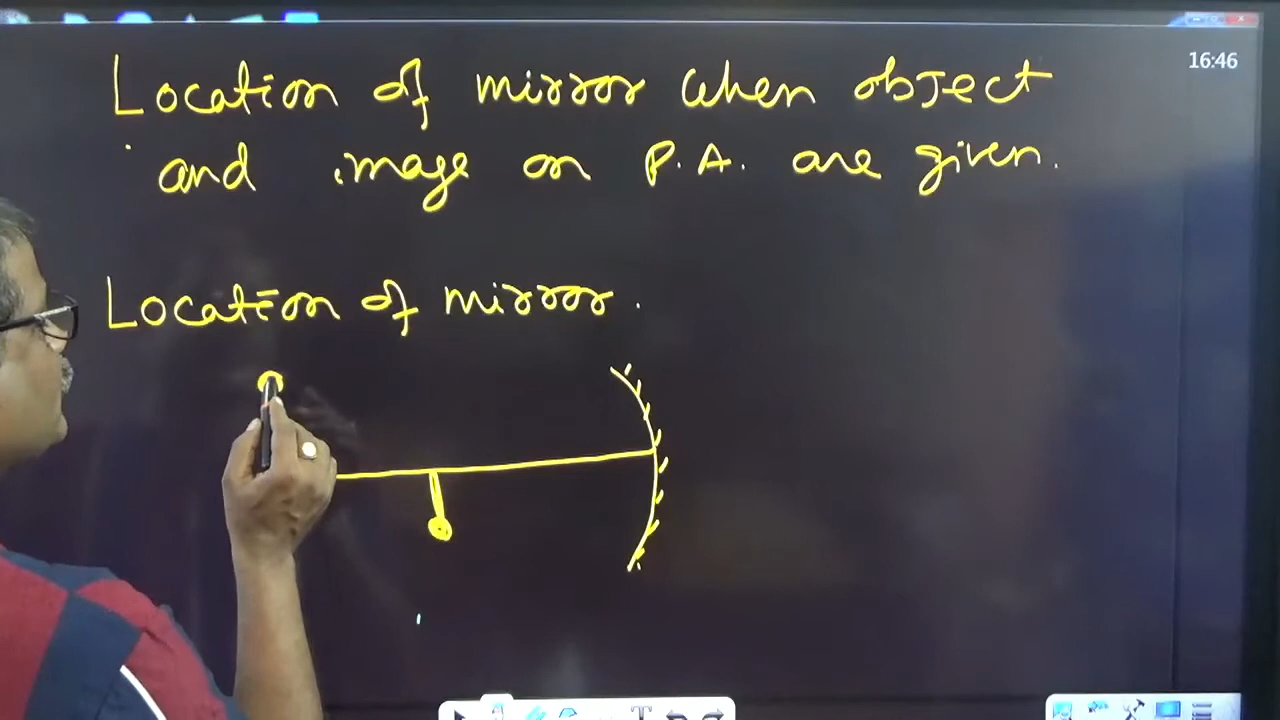 16:46
Location of mirror when object
and image on P.A. are given.
Location of mirror.